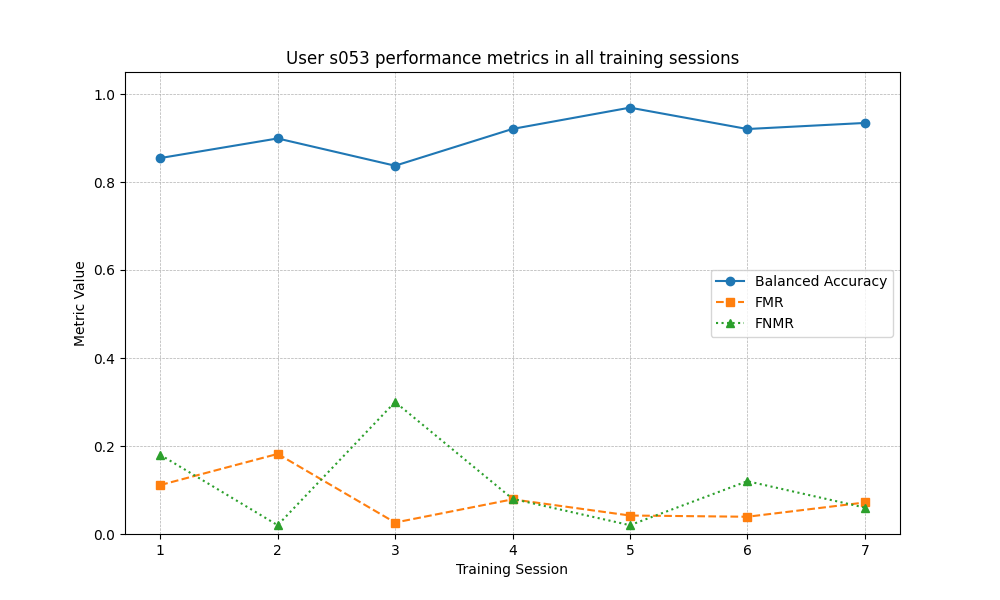 User s053 performance metrics in all training sessions
1.0
0.8
0.6
0.4
0.2
0.0
Metric Value
Balanced Accuracy
FMR
FNMR
1 2 3 4 5 6 7
Training Session